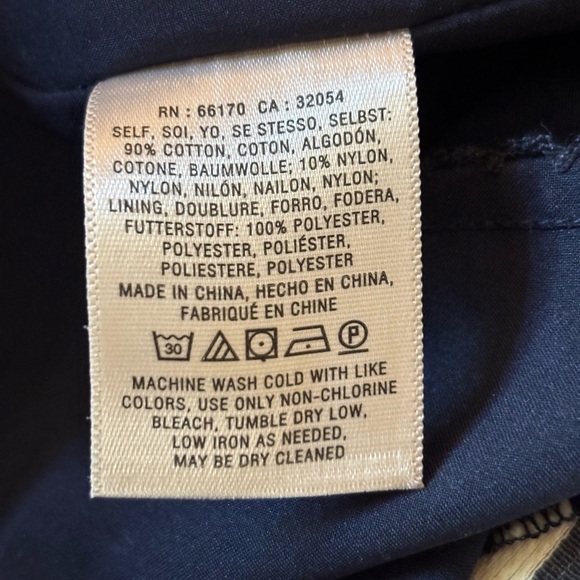 RN : 66170 CA : 32054
SELF, SOI, YO, SE STESSO, SELBST:
90% COTTON, COTON, ALGODÓN,
COTONE, BAUMWOLLE; 10% NYLON,
NYLON, NILÓN, NAILON, NYLON;
LINING, DOUBLURE, FORRO, FODERA,
FUTTERSTOFF: 100% POLYESTER,
POLYESTER, POLIÉSTER,
POLIESTERE, POLYESTER
MADE IN CHINA, HECHO EN CHINA,
FABRIQUÉ EN CHINE
30 P
MACHINE WASH COLD WITH LIKE
COLORS, USE ONLY NON-CHLORINE
BLEACH, TUMBLE DRY LOW,
LOW IRON AS NEEDED,
MAY BE DRY CLEANED